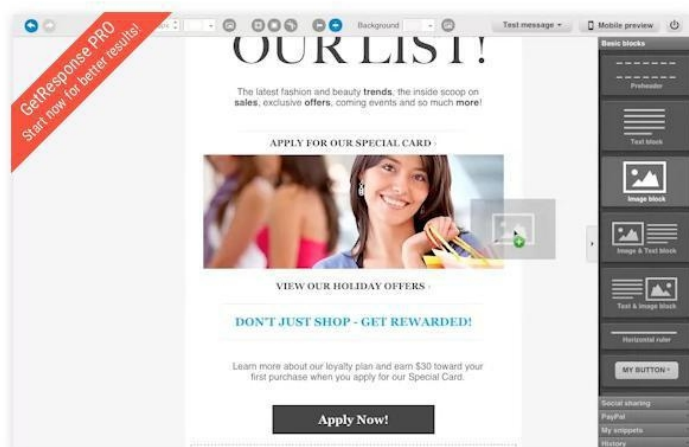 GetResponse PRO
Start now for better results!
Background
Test message
Mobile preview
OUR LIST!
The latest fashion and beauty trends, the inside scoop on
sales, exclusive offers, coming events and so much more!
APPLY FOR OUR SPECIAL CARD ›
VIEW OUR HOLIDAY OFFERS ›
DON'T JUST SHOP - GET REWARDED!
Learn more about our loyalty plan and earn $30 toward your
first purchase when you apply for our Special Card.
Apply Now!
Basic blocks
Preheader
Text block
Image block
Image & Text block
Text & image block
Horizontal ruler
MY BUTTON
Social sharing
PayPal
My snippets
History